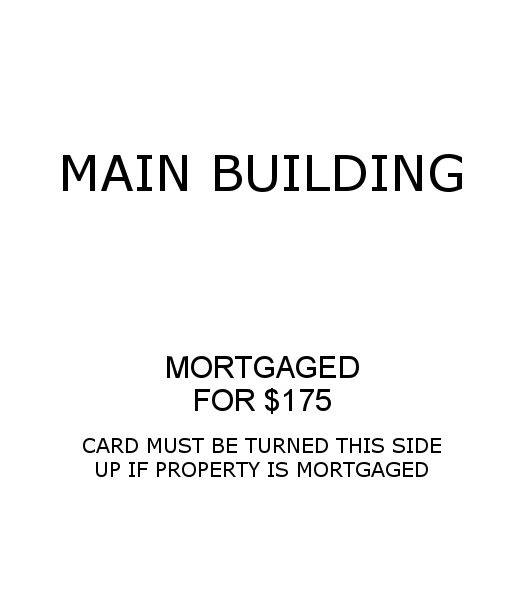 MAIN BUILDING
MORTGAGED
FOR $175
CARD MUST BE TURNED THIS SIDE
UP IF PROPERTY IS MORTGAGED